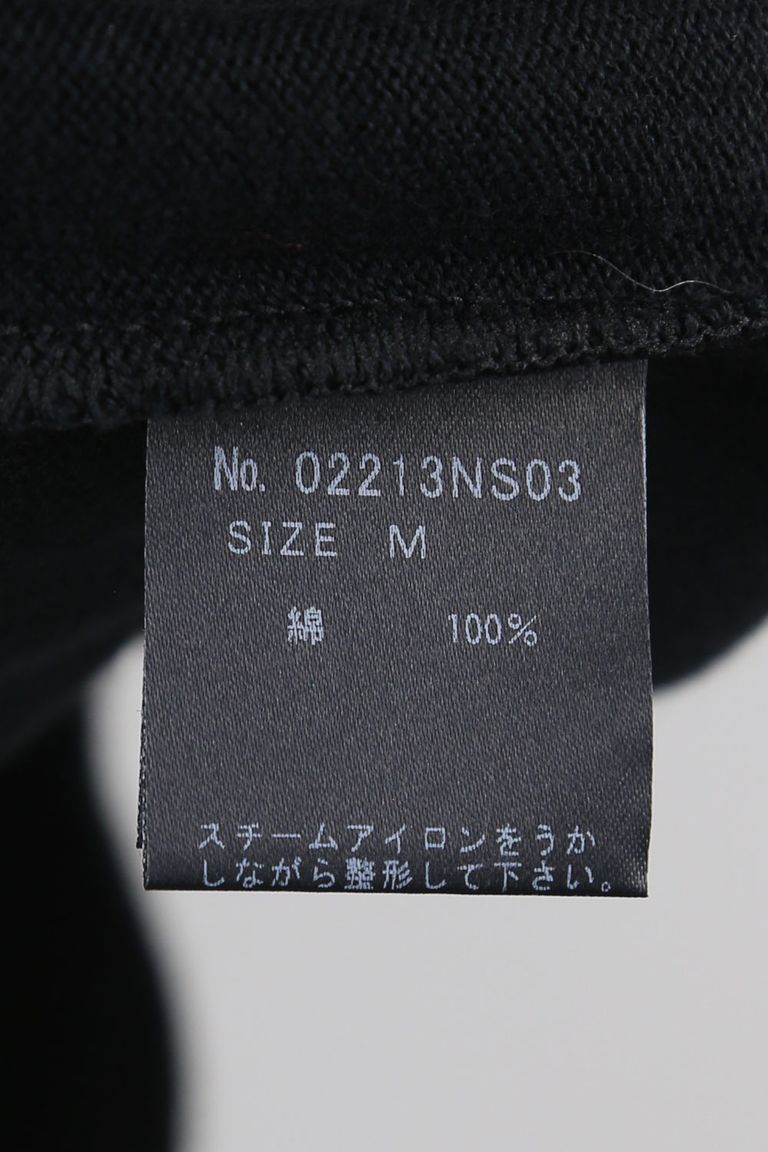 No. 02213NS03
SIZE M
綿 100%
スチームアイロンをうか
しながら整形して下さい。